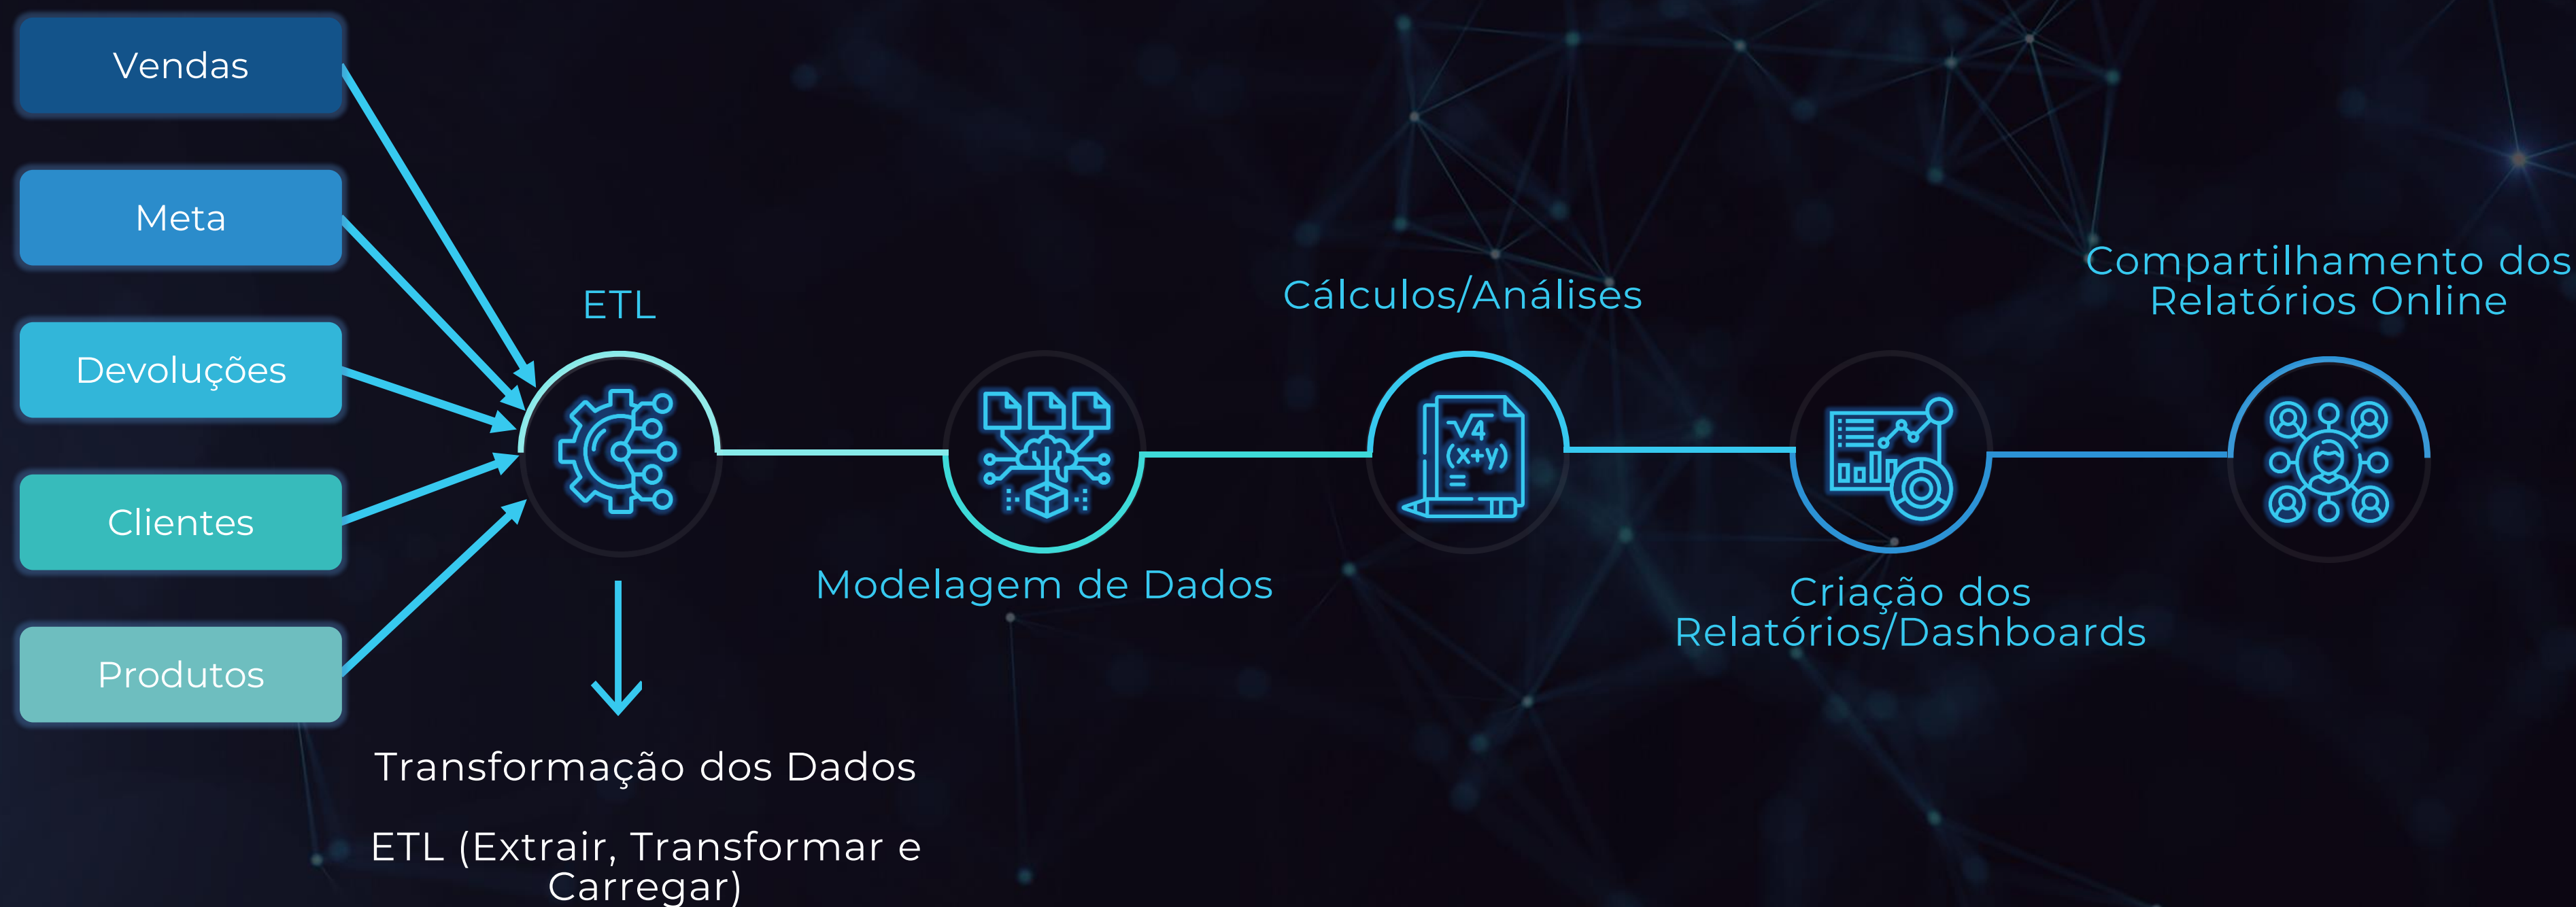 Vendas
Meta
Devoluções
Clientes
Produtos
ETL
Transformação dos Dados
ETL (Extrair, Transformar e
Carregar)
Modelagem de Dados
Cálculos/Análises
√4
(x+y)
=
Criação dos
Relatórios/Dashboards
Compartilhamento dos
Relatórios Online